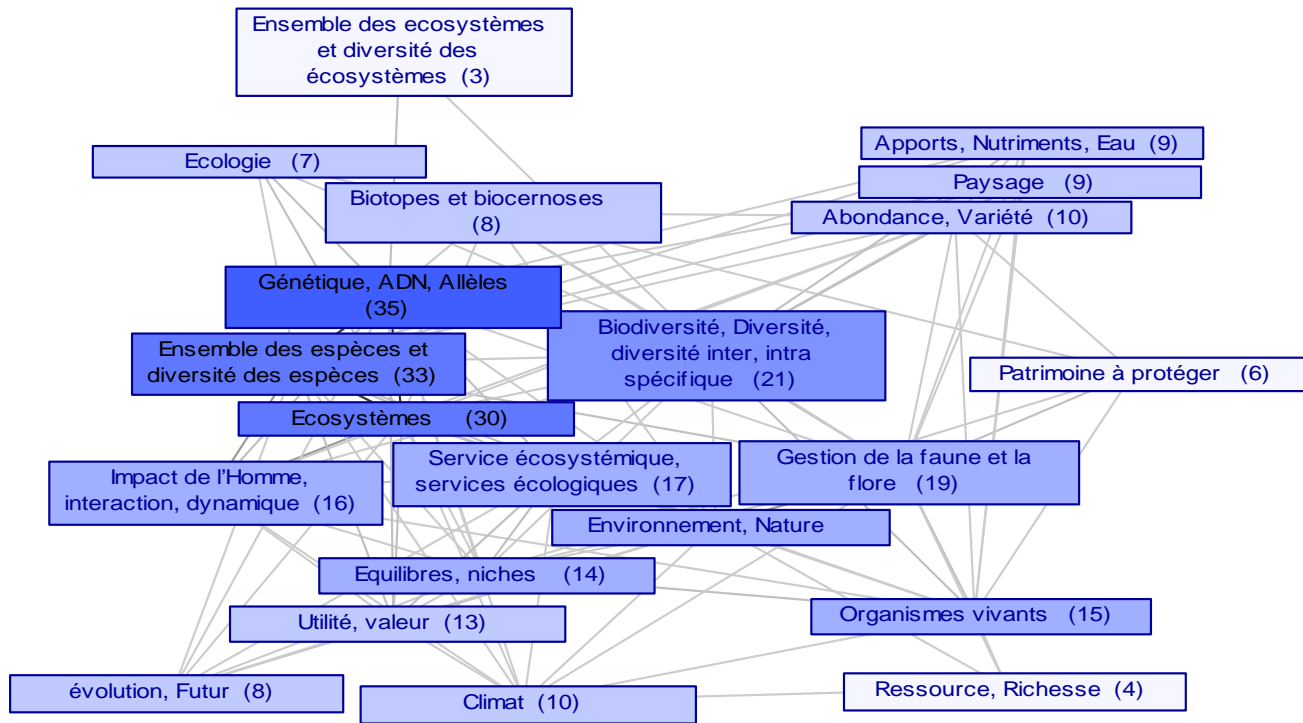 Ensemble des ecosystèmes
et diversité des
écosystèmes (3)
Ecologie (7)
Apports, Nutriments, Eau (9)
Paysage (9)
Biotopes et biocernoses
(8)
Abondance, Variété (10)
Génétique, ADN, Allèles
(35)
Biodiversité, Diversité,
diversité inter, intra
spécifique (21)
Ensemble des espèces et
diversité des espèces (33)
Patrimoine à protéger (6)
Ecosystèmes (30)
Impact de l'Homme,
interaction, dynamique (16)
Service écosystémique,
services écologiques (17)
Gestion de la faune et la
flore (19)
Environnement, Nature
Equilibres, niches (14)
Utilité, valeur (13)
Organismes vivants (15)
évolution, Futur (8)
Climat (10)
Ressource, Richesse (4)